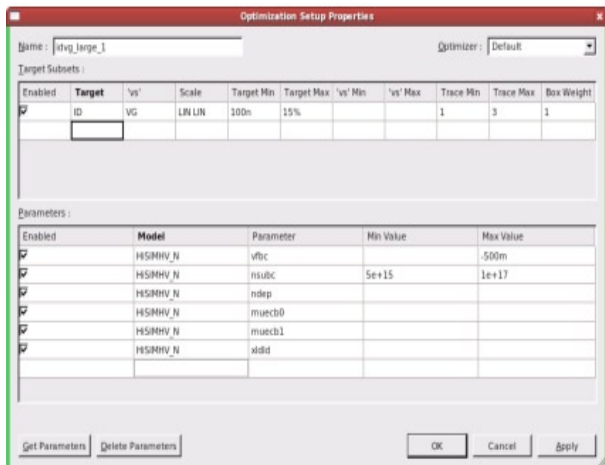 Optimization Setup Properties
Name : idvg_large_1
Optimizer : Default
Target Subsets :
Enabled Target 'vs' Scale Target Min Target Max 'vs' Min 'vs' Max Trace Min Trace Max Box Weight
ID VG LIN LIN 100n 15% 1 3 1
Parameters :
Enabled Model Parameter Min Value Max Value
HiSIMHV_N vfbc -500m
HiSIMHV_N nsubc 5e+15 1e+17
HiSIMHV_N ndep
HiSIMHV_N muecb0
HiSIMHV_N muecb1
HiSIMHV_N xldld
Get Parameters Delete Parameters OK Cancel Apply